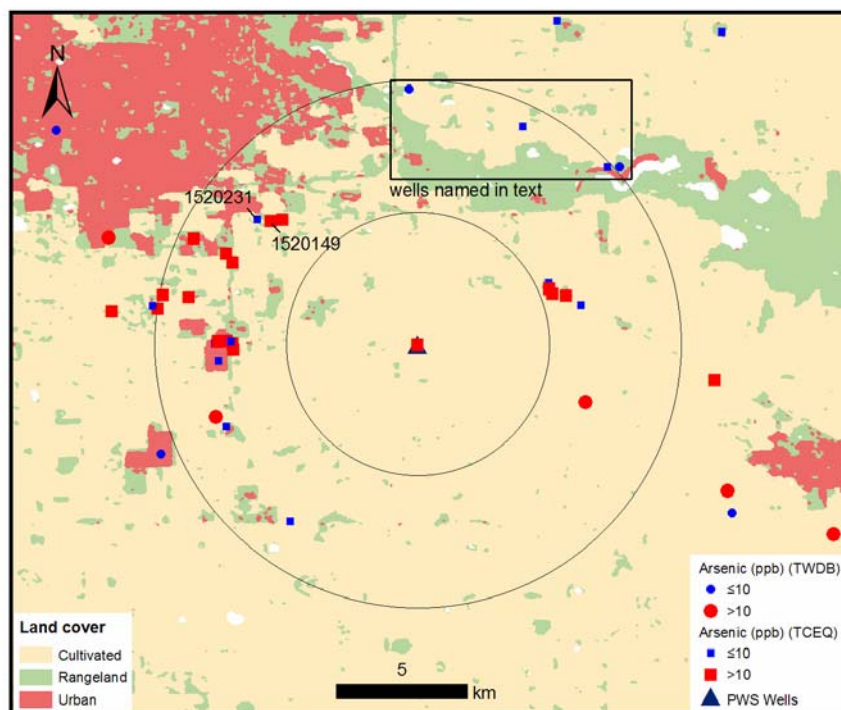 N
wells named in text
1520231
1520149
Land cover
Cultivated
Rangeland
Urban
5
km
Arsenic (ppb) (TWDB)
≤10
>10
Arsenic (ppb) (TCEQ)
≤10
>10
PWS Wells